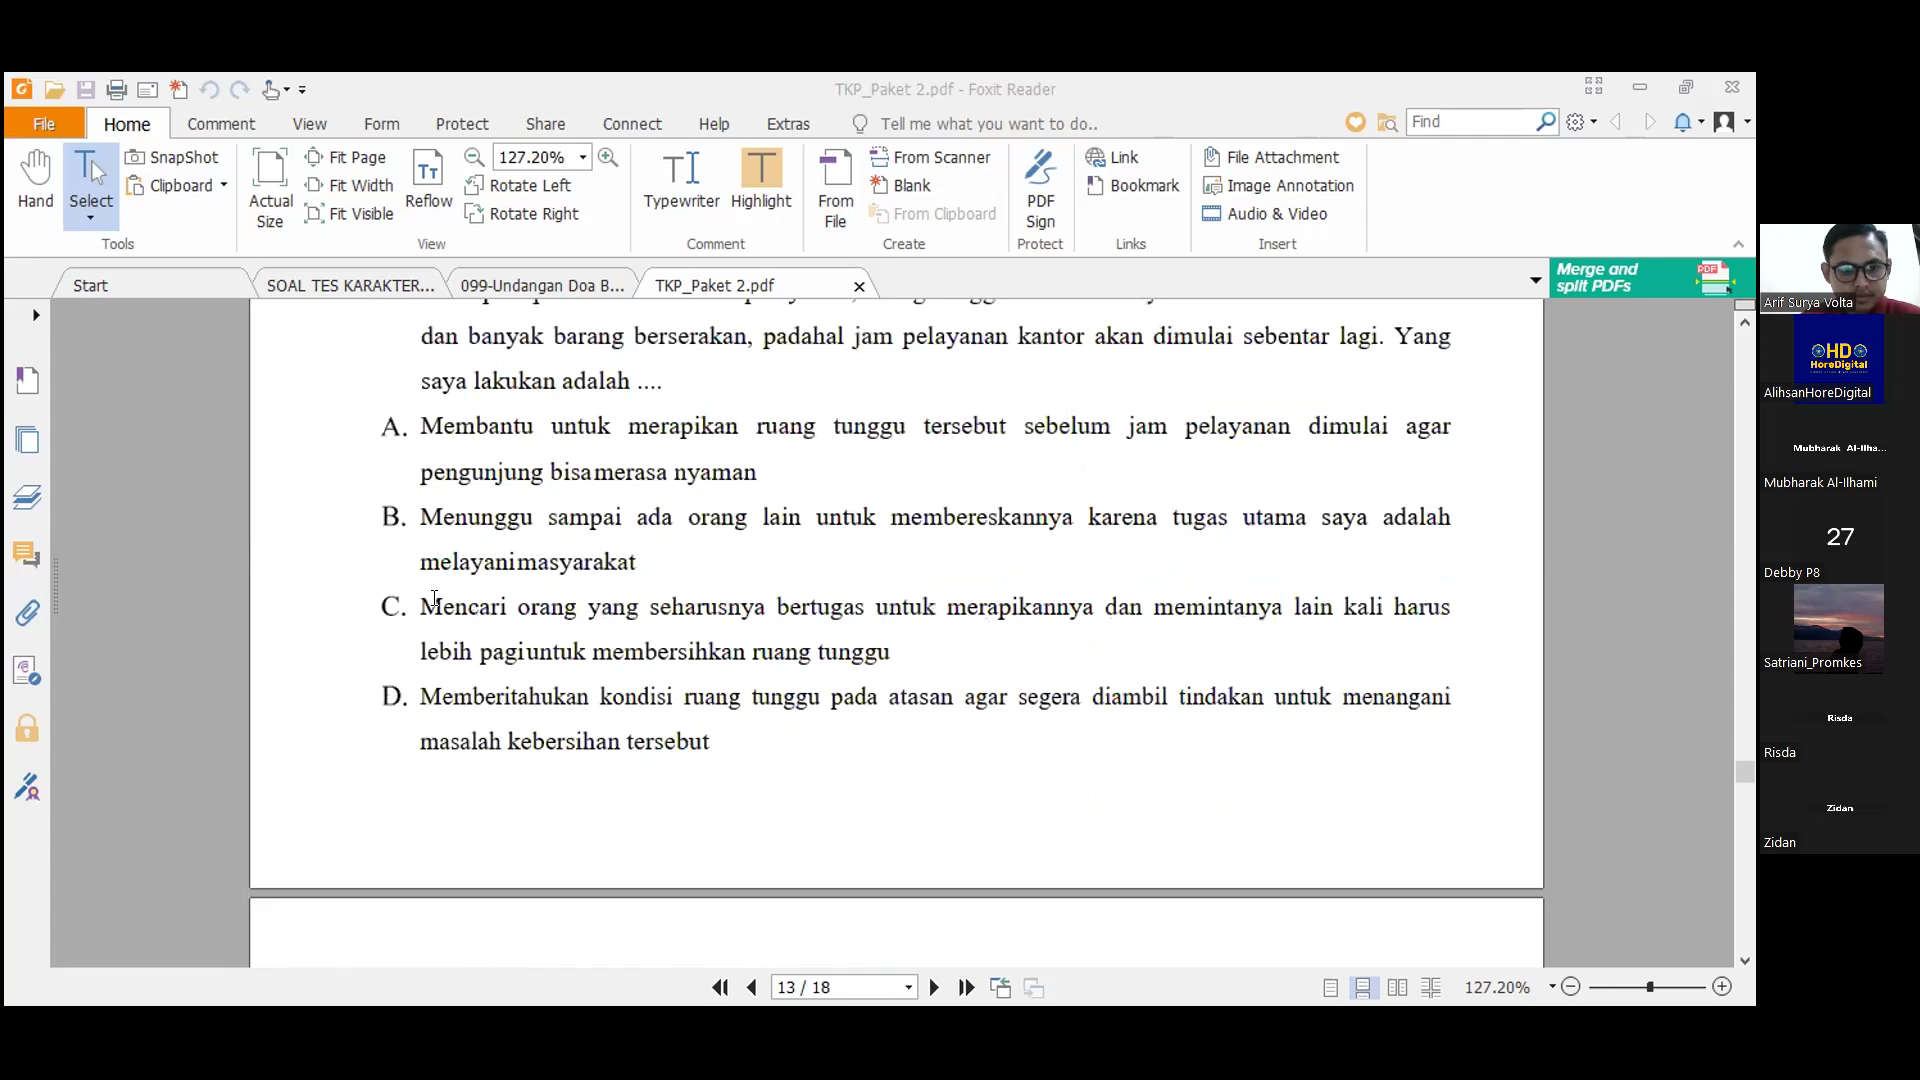 TKP_Paket 2.pdf - Foxit Reader
File Home Comment View Form Protect Share Connect Help Extras Tell me what you want to do.. Find
Hand
Select
SnapShot
Clipboard
Tools
Actual Size
Fit Page
Fit Width
Fit Visible
Reflow
127.20%
Rotate Left
Rotate Right
View
Typewriter
Highlight
Comment
From File
From Scanner
Blank
From Clipboard
Create
PDF Sign
Protect
Link
Bookmark
Links
File Attachment
Image Annotation
Audio & Video
Insert
Start SOAL TES KARAKTER... 099-Undangan Doa B... TKP_Paket 2.pdf
Merge and
split PDFs
PDF
dan banyak barang berserakan, padahal jam pelayanan kantor akan dimulai sebentar lagi. Yang
saya lakukan adalah ....
A. Membantu untuk merapikan ruang tunggu tersebut sebelum jam pelayanan dimulai agar
pengunjung bisamerasa nyaman
B. Menunggu sampai ada orang lain untuk membereskannya karena tugas utama saya adalah
melayanimasyarakat
C. Mencari orang yang seharusnya bertugas untuk merapikannya dan memintanya lain kali harus
lebih pagiuntuk membersihkan ruang tunggu
D. Memberitahukan kondisi ruang tunggu pada atasan agar segera diambil tindakan untuk menangani
masalah kebersihan tersebut
13 / 18
127.20%
Arif Surya Volta
HD
HoreDigital
AlihsanHoreDigital
Mubharak Al-Ilha...
Mubharak Al-Ilhami
27
Debby P8
Satriani_Promkes
Risda
Risda
Zidan
Zidan